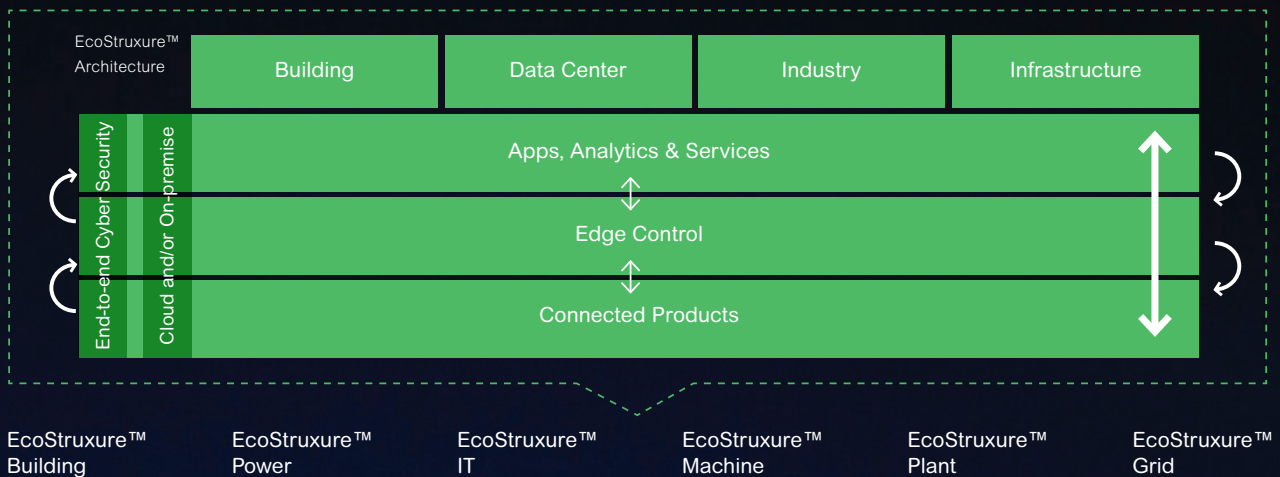 EcoStruxure™
Architecture
Building
Data Center
Industry
Infrastructure
End-to-end Cyber Security
Cloud and/or On-premise
Apps, Analytics & Services
Edge Control
Connected Products
EcoStruxure™
Building
EcoStruxure™
Power
EcoStruxure™
IT
EcoStruxure™
Machine
EcoStruxure™
Plant
EcoStruxure™
Grid